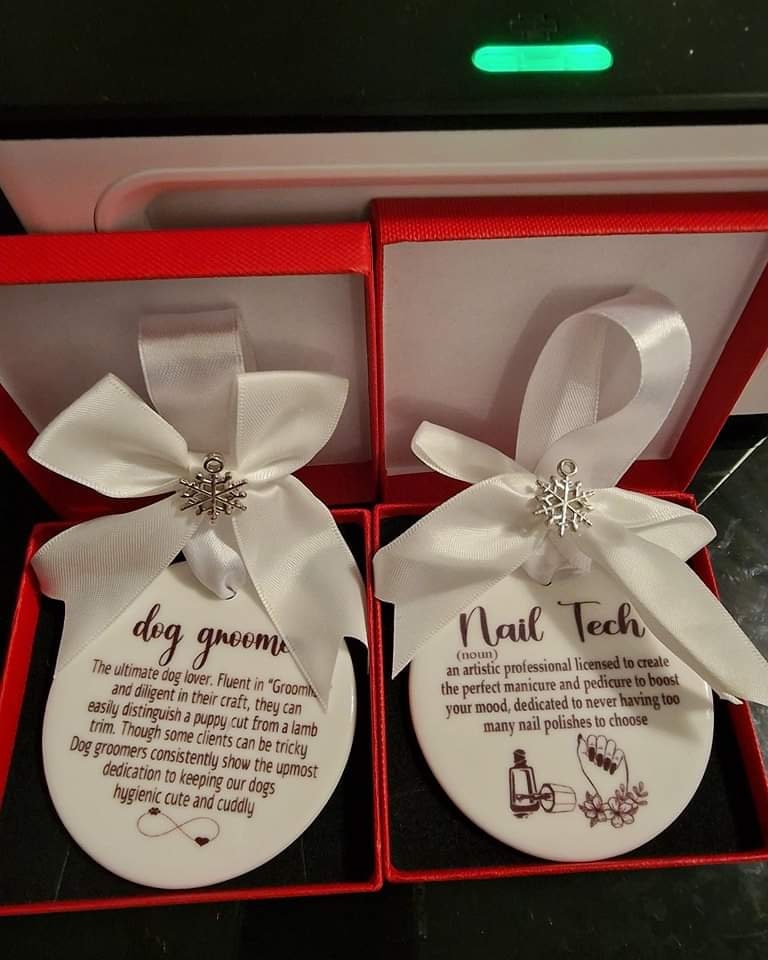 dog groome
The ultimate dog lover. Fluent in “Groomi
and diligent in their craft, they can
easily distinguish a puppy cut from a lamb
trim. Though some clients can be tricky
Dog groomers consistently show the upmost
dedication to keeping our dogs
hygienic cute and cuddly
Nail Tech
(noun)
an artistic professional licensed to create
the perfect manicure and pedicure to boost
your mood, dedicated to never having too
many nail polishes to choose